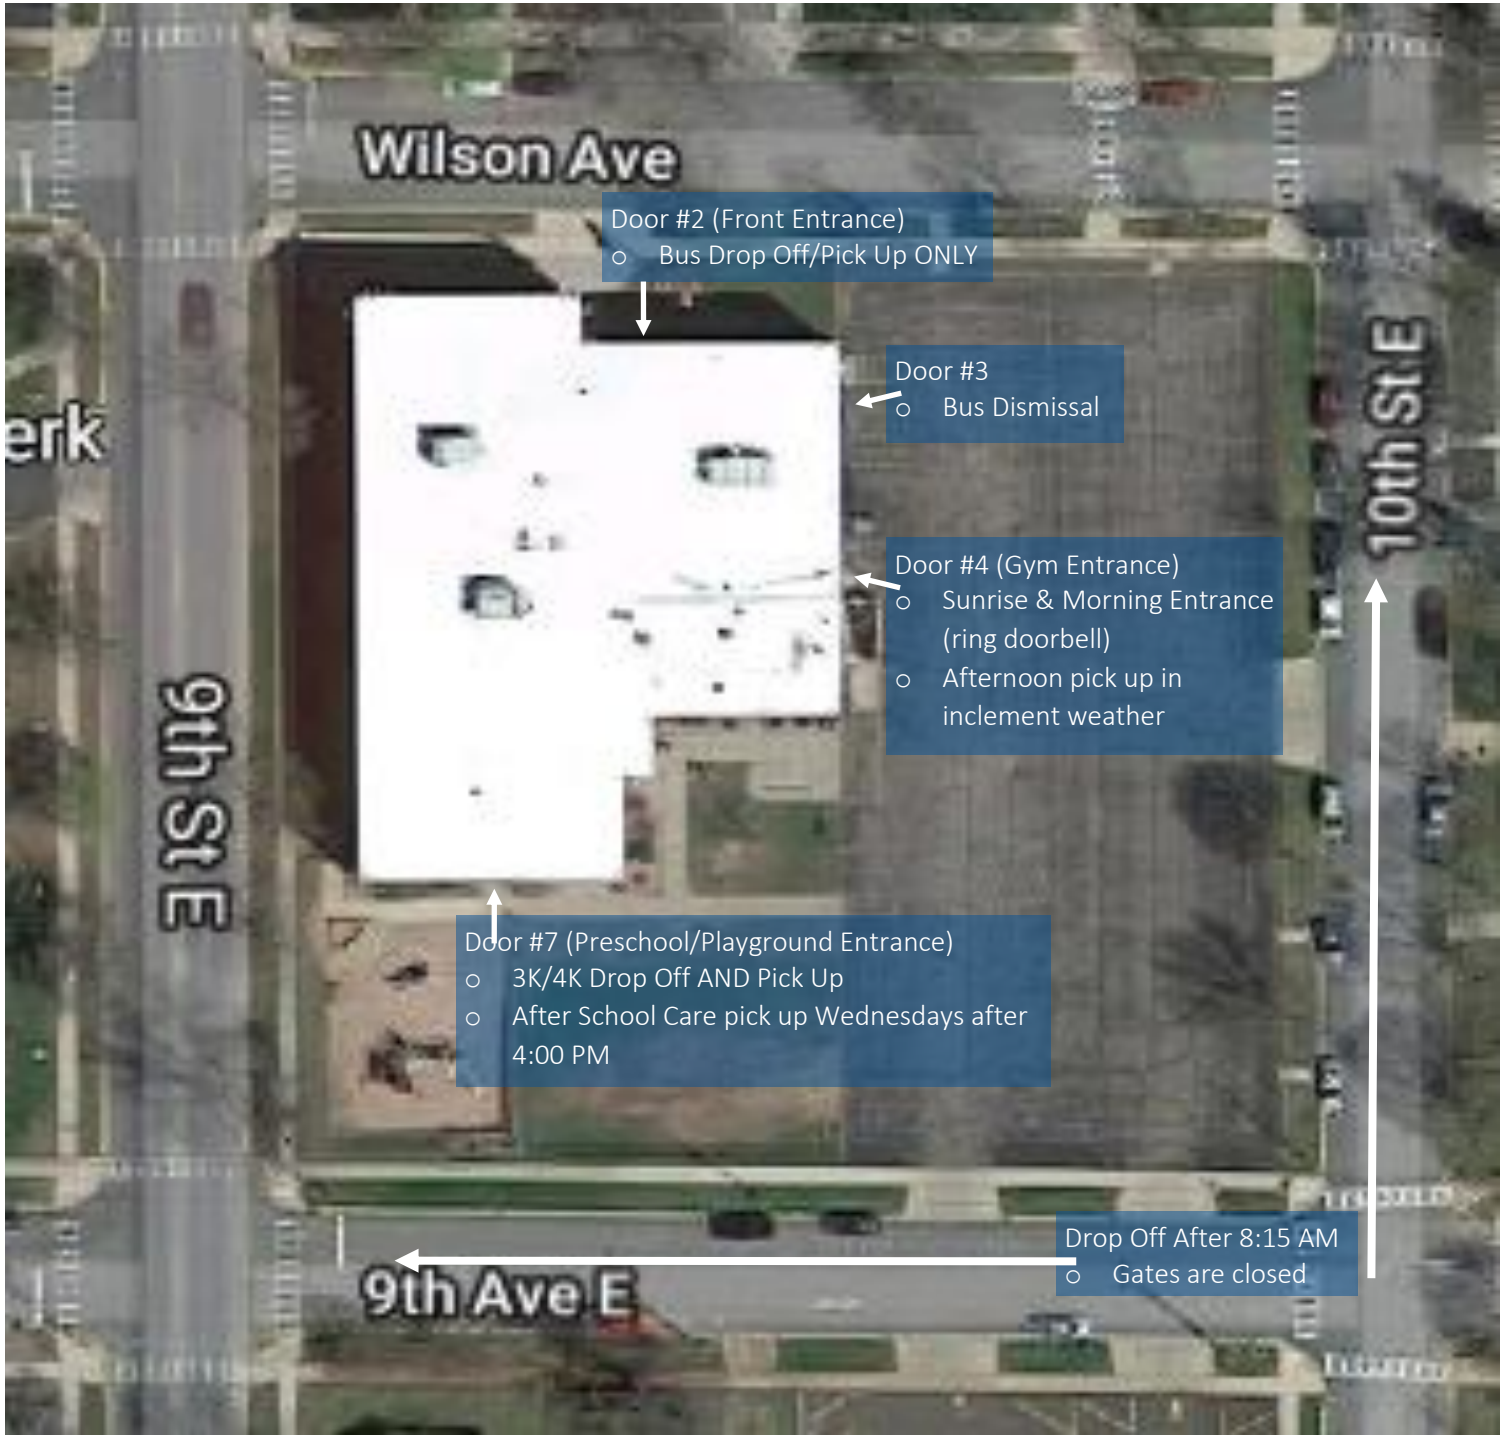 Wilson Ave
Door #2 (Front Entrance)
o Bus Drop Off/Pick Up ONLY
Door #3
o Bus Dismissal
erk
10th St E
Door #4 (Gym Entrance)
o Sunrise & Morning Entrance
(ring doorbell)
o Afternoon pick up in
inclement weather
9th St E
Door #7 (Preschool/Playground Entrance)
o 3K/4K Drop Off AND Pick Up
o After School Care pick up Wednesdays after
4:00 PM
Drop Off After 8:15 AM
o Gates are closed
9th Ave E